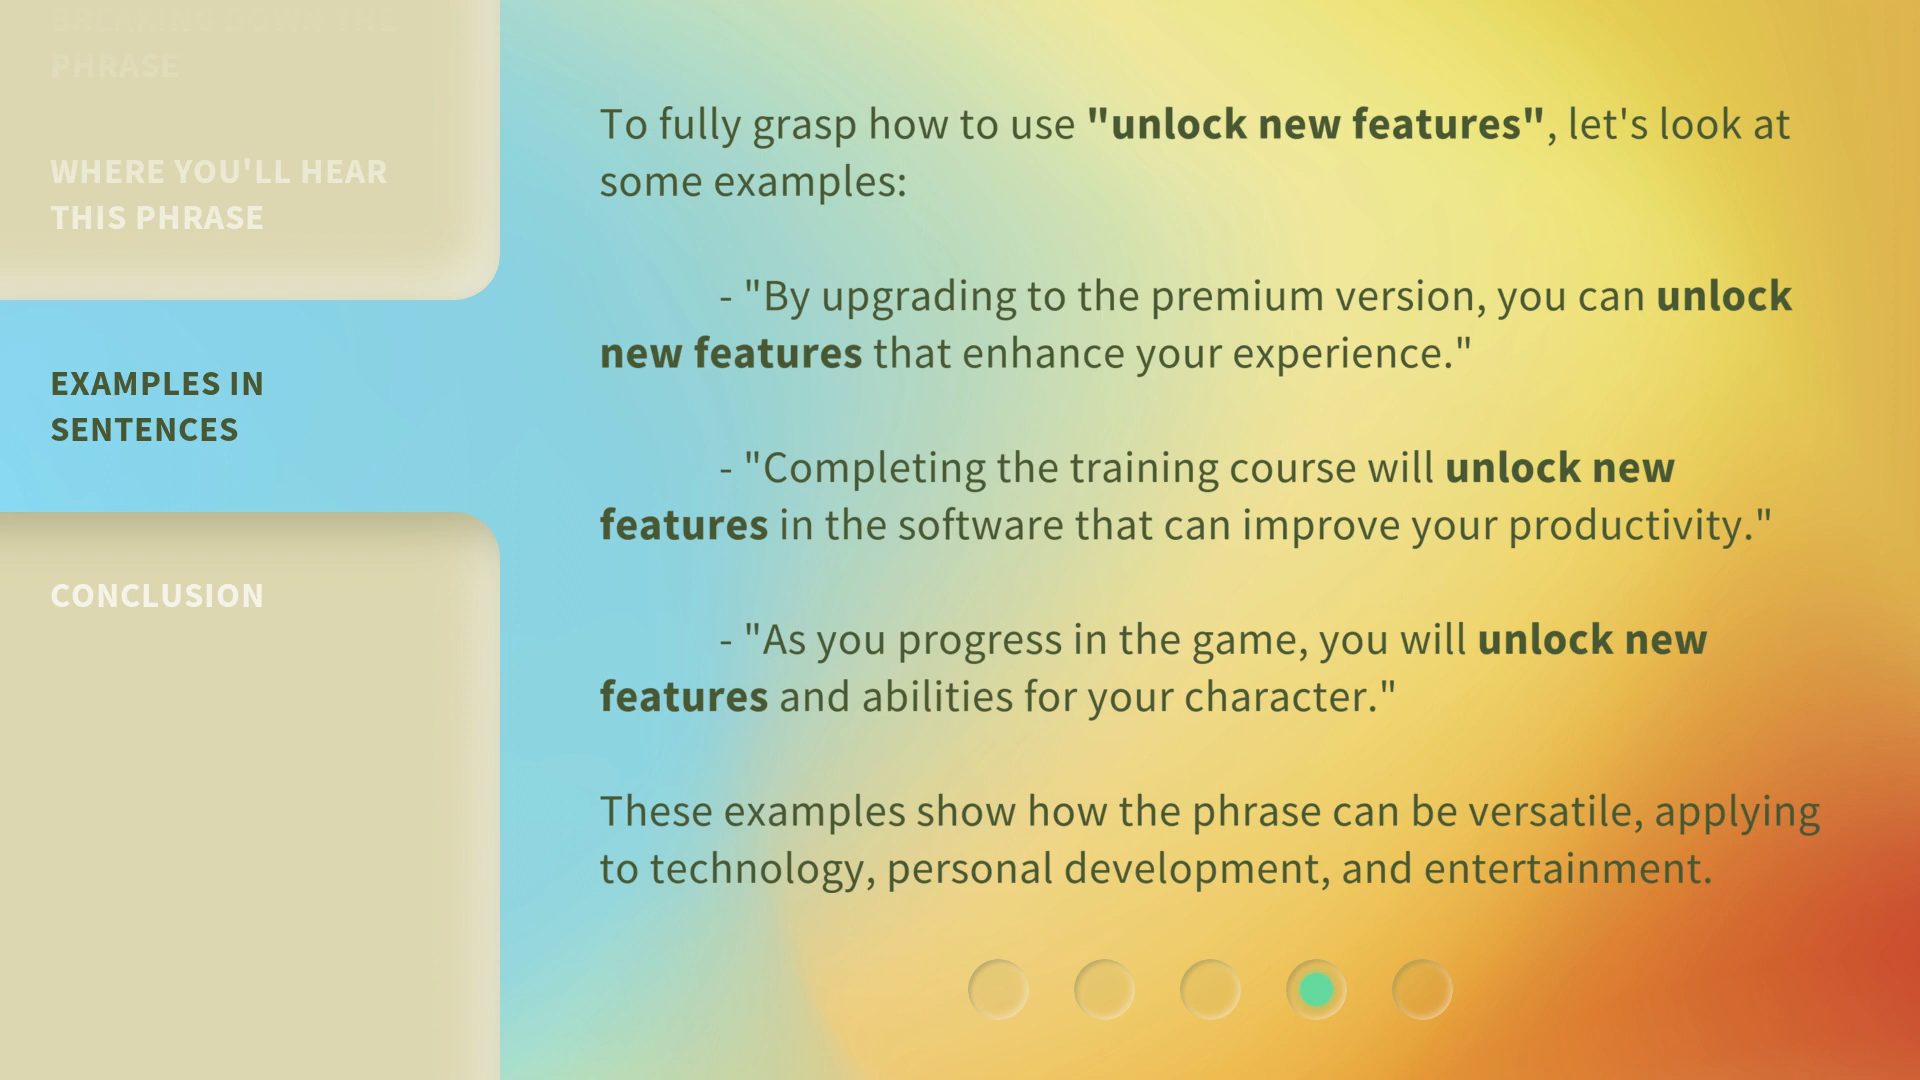 BREAKING DOWN THE
PHRASE
WHERE YOU'LL HEAR
THIS PHRASE
EXAMPLES IN
SENTENCES
CONCLUSION
To fully grasp how to use "unlock new features", let's look at
some examples:
- "By upgrading to the premium version, you can unlock
new features that enhance your experience."
- "Completing the training course will unlock new
features in the software that can improve your productivity."
- "As you progress in the game, you will unlock new
features and abilities for your character."
These examples show how the phrase can be versatile, applying
to technology, personal development, and entertainment.